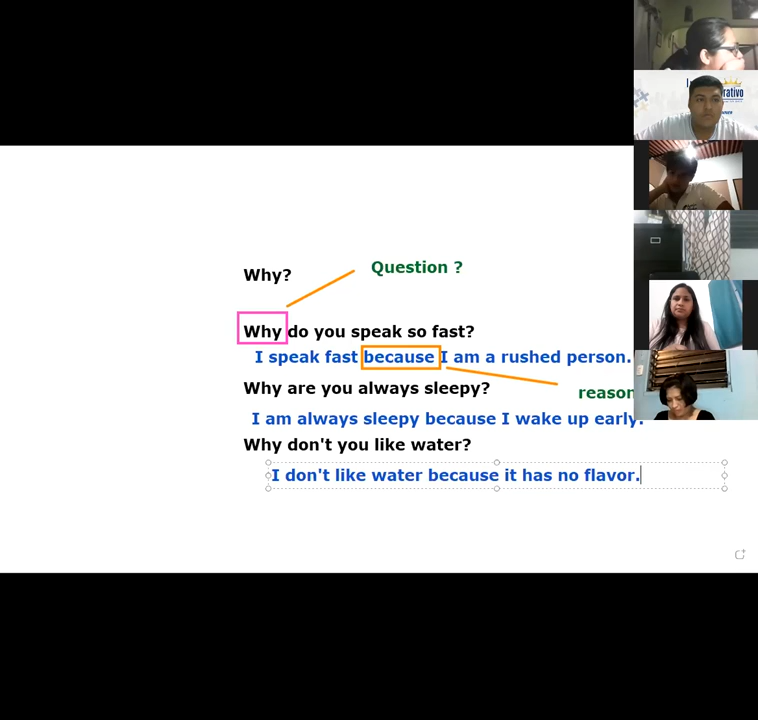 Why?
Question ?
Why do you speak so fast?
I speak fast because I am a rushed person.
Why are you always sleepy?
reason
I am always sleepy because I wake up early.
Why don't you like water?
I don't like water because it has no flavor.